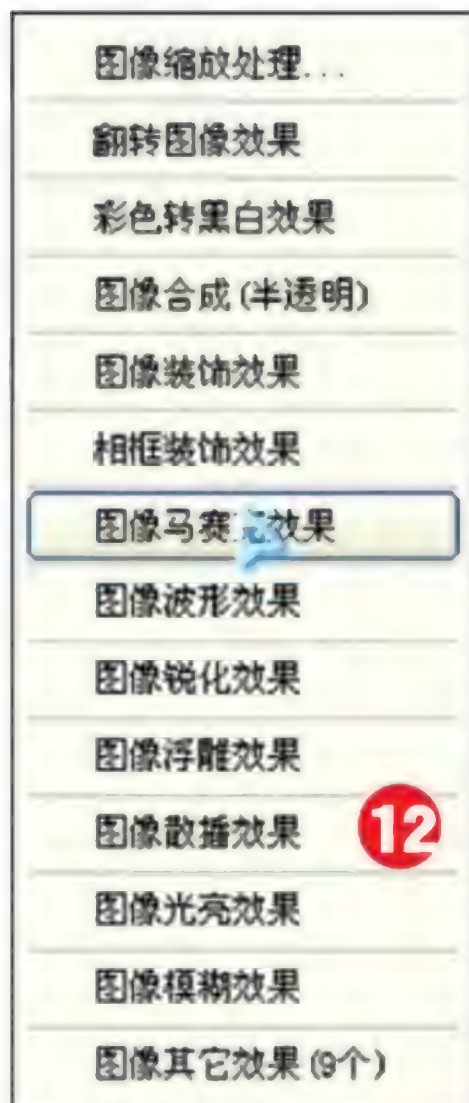 图像缩放处理...
翻转图像效果
彩色转黑白效果
图像合成(半透明)
图像装饰效果
相框装饰效果
图像马赛克效果
图像波形效果
图像锐化效果
图像浮雕效果
图像散播效果
12
图像光亮效果
图像模糊效果
图像其它效果(9个)